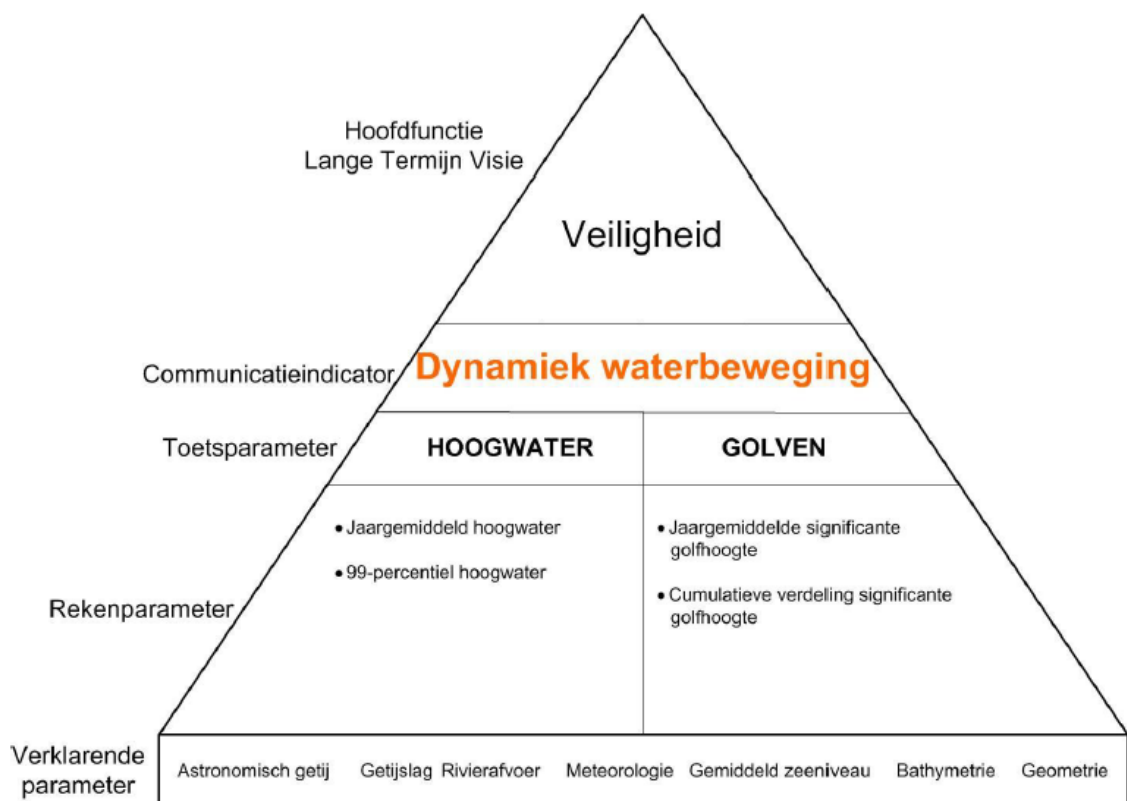 Hoofdfunctie
Lange Termijn Visie
Veiligheid
Communicatieindicator
Dynamiek waterbeweging
Toetsparameter
HOOGWATER
GOLVEN
Rekenparameter
• Jaargemiddeld hoogwater
• 99-percentiel hoogwater
• Jaargemiddelde significante
golfhoogte
• Cumulatieve verdeling significante
golfhoogte
Verklarende
parameter
Astronomisch getij Getijslag Rivierafvoer Meteorologie Gemiddeld zeeniveau Bathymetrie Geometrie